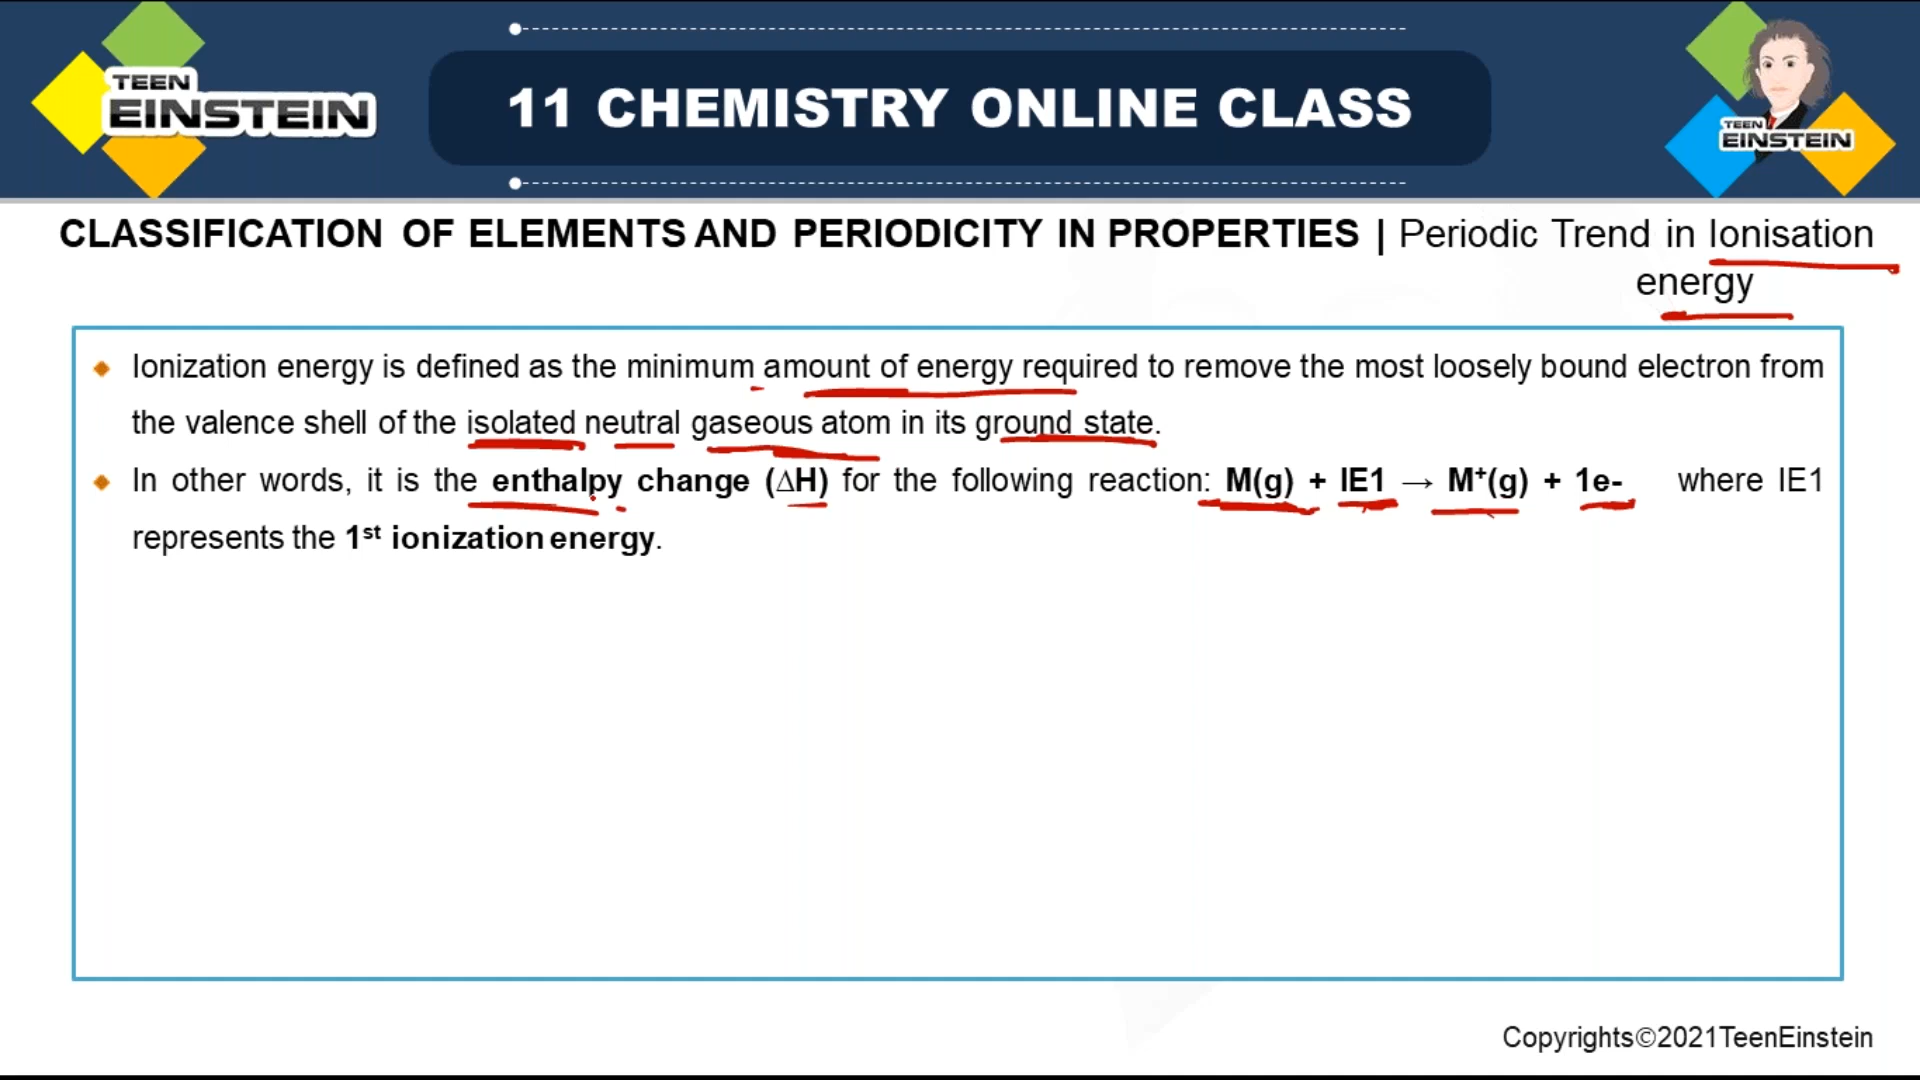 TEEN
EINSTEIN
11 CHEMISTRY ONLINE CLASS
TEEN
EINSTEIN
CLASSIFICATION OF ELEMENTS AND PERIODICITY IN PROPERTIES | Periodic Trend in Ionisation
energy
Ionization energy is defined as the minimum amount of energy required to remove the most loosely bound electron from
the valence shell of the isolated neutral gaseous atom in its ground state.
In other words, it is the enthalpy change (∆H) for the following reaction: M(g) + IE1 → M⁺(g) + 1e- where IE1
represents the 1ˢᵗ ionization energy.
Copyrights©2021TeenEinstein